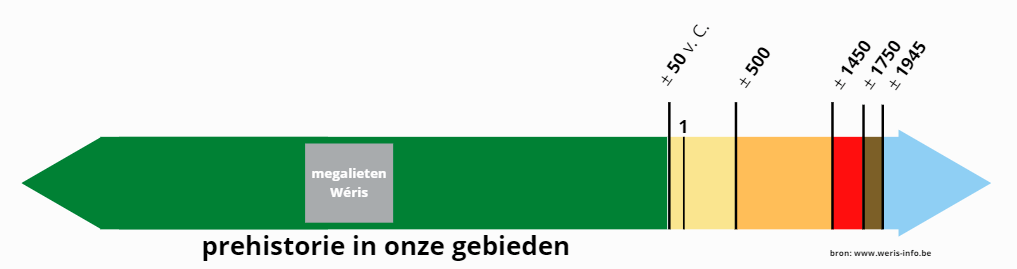 ± 50 v. C.
± 500
± 1450
± 1750
± 1945
1
megalieten
Wéris
prehistorie in onze gebieden
bron: www.weris-info.be